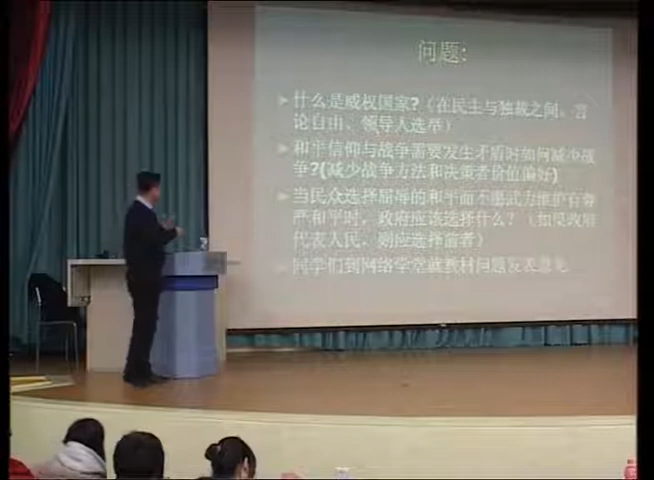 问题:
什么是威权国家?（在民主与独裁之间、言
论自由、领导人选举）
和平信仰与战争需要发生矛盾时如何减少战
争?(减少战争方法和决策者价值偏好)
当民众选择屈辱的和平而不愿武力维护有尊
严和平时，政府应该选择什么？（如果政府
代表人民，则应选择前者）
同学们到网络学堂就教材问题发表意见